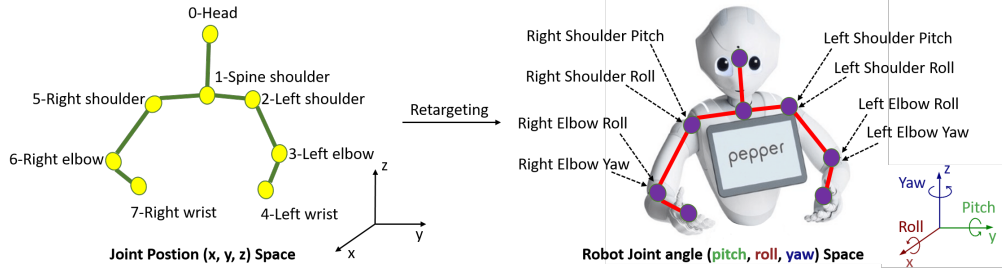 0-Head
1-Spine shoulder
5-Right shoulder
2-Left shoulder
6-Right elbow
3-Left elbow
7-Right wrist
4-Left wrist
z
y
x
Joint Postion (x, y, z) Space
Retargeting
Right Shoulder Pitch
Right Shoulder Roll
Right Elbow Roll
Right Elbow Yaw
Left Shoulder Pitch
Left Shoulder Roll
Left Elbow Roll
Left Elbow Yaw
pepper
Robot Joint angle (pitch, roll, yaw) Space
z
Yaw
Pitch
y
Roll
x